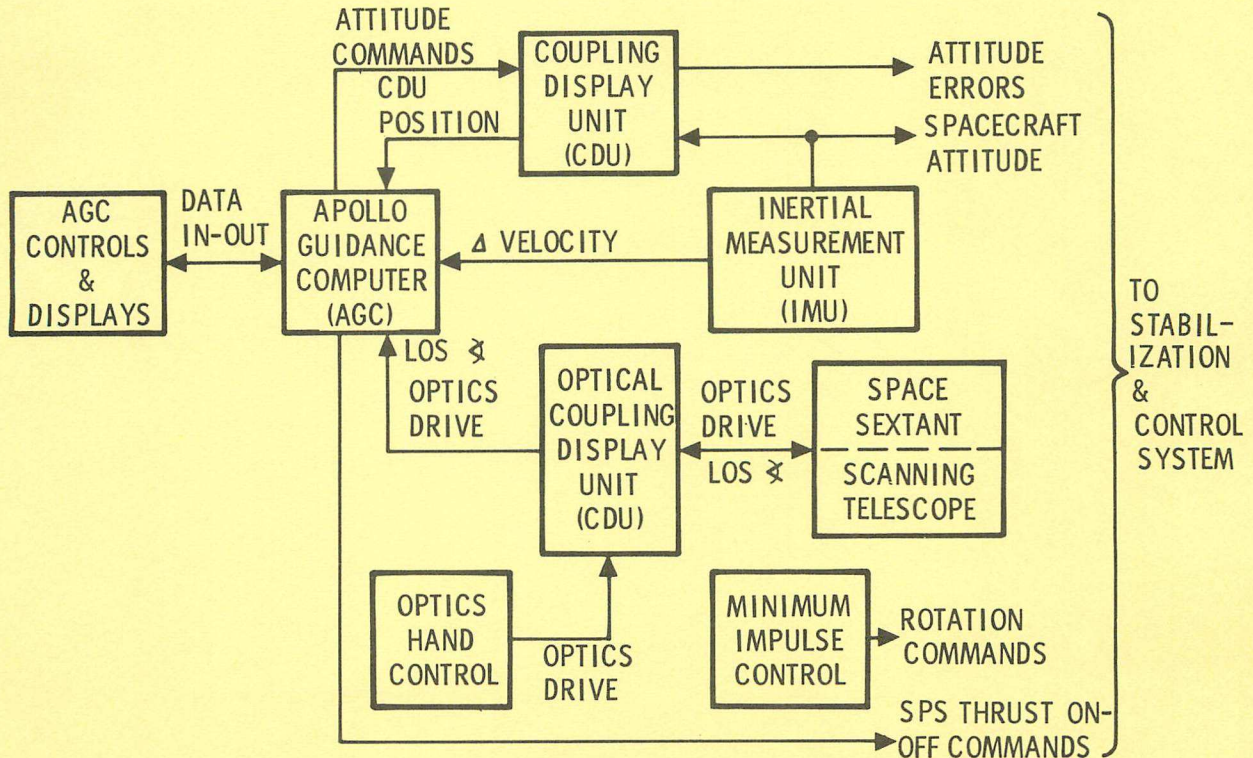 ATTITUDE
COMMANDS
CDU
POSITION
COUPLING
DISPLAY
UNIT
(CDU)
ATTITUDE
ERRORS
SPACECRAFT
ATTITUDE
AGC
CONTROLS
&
DISPLAYS
DATA
IN-OUT
APOLLO
GUIDANCE
COMPUTER
(AGC)
Δ VELOCITY
INERTIAL
MEASUREMENT
UNIT
(IMU)
TO
STABIL-
IZATION
&
CONTROL
SYSTEM
LOS ∢
OPTICS
DRIVE
OPTICAL
COUPLING
DISPLAY
UNIT
(CDU)
OPTICS
DRIVE
LOS ∢
SPACE
SEXTANT
SCANNING
TELESCOPE
OPTICS
HAND
CONTROL
OPTICS
DRIVE
MINIMUM
IMPULSE
CONTROL
ROTATION
COMMANDS
SPS THRUST ON-
OFF COMMANDS